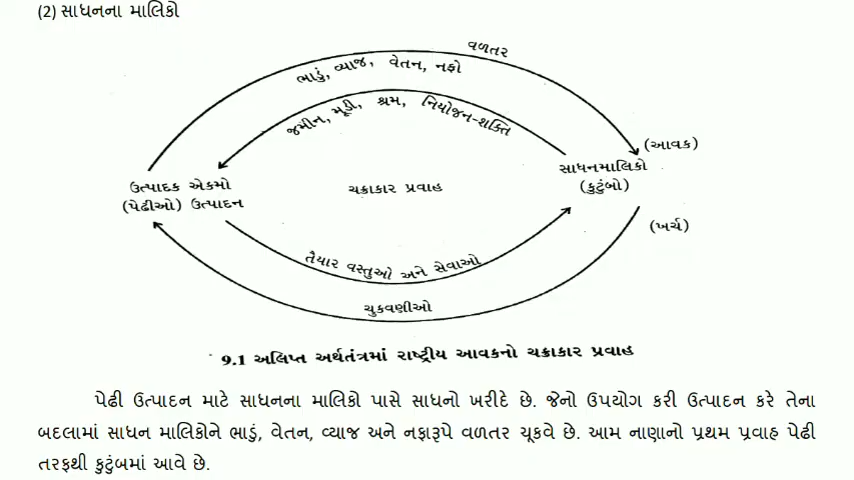 (2) સાધનના માલિકો
વળતર
ભાડું, વ્યાજ, વેતન, નફો
જમીન, મૂડી, શ્રમ, નિયોજન-શક્તિ
(આવક)
ઉત્પાદક એકમો
(પેઢીઓ) ઉત્પાદન
ચક્રાકાર પ્રવાહ
સાધનમાલિકો
(કુટુંબો)
(ખર્ચ)
તૈયાર વસ્તુઓ અને સેવાઓ
ચુકવણીઓ
9.1 અલિપ્ત અર્થતંત્રમાં રાષ્ટ્રીય આવકનો ચક્રાકાર પ્રવાહ
પેઢી ઉત્પાદન માટે સાધનના માલિકો પાસે સાધનો ખરીદે છે. જેનો ઉપયોગ કરી ઉત્પાદન કરે તેના
બદલામાં સાધન માલિકોને ભાડું, વેતન, વ્યાજ અને નફારૂપે વળતર ચૂકવે છે. આમ નાણાનો પ્રથમ પ્રવાહ પેઢી
તરફથી કુટુંબમાં આવે છે.